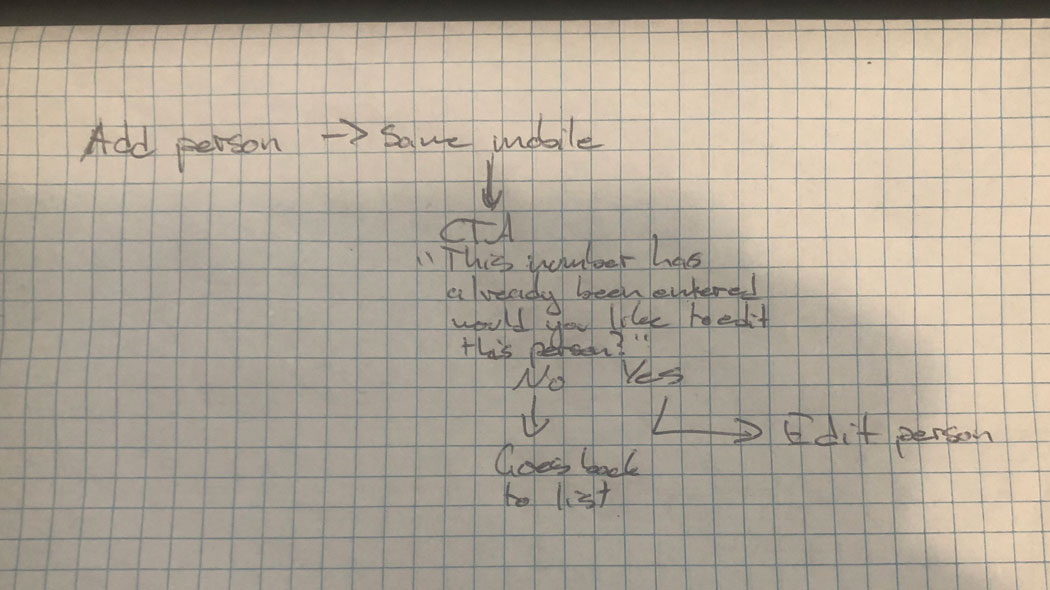 Add person -> Same mobile
CTA
"This number has
already been entered
would you like to edit
this person?"
No Yes
Edit person
Goes back
to list